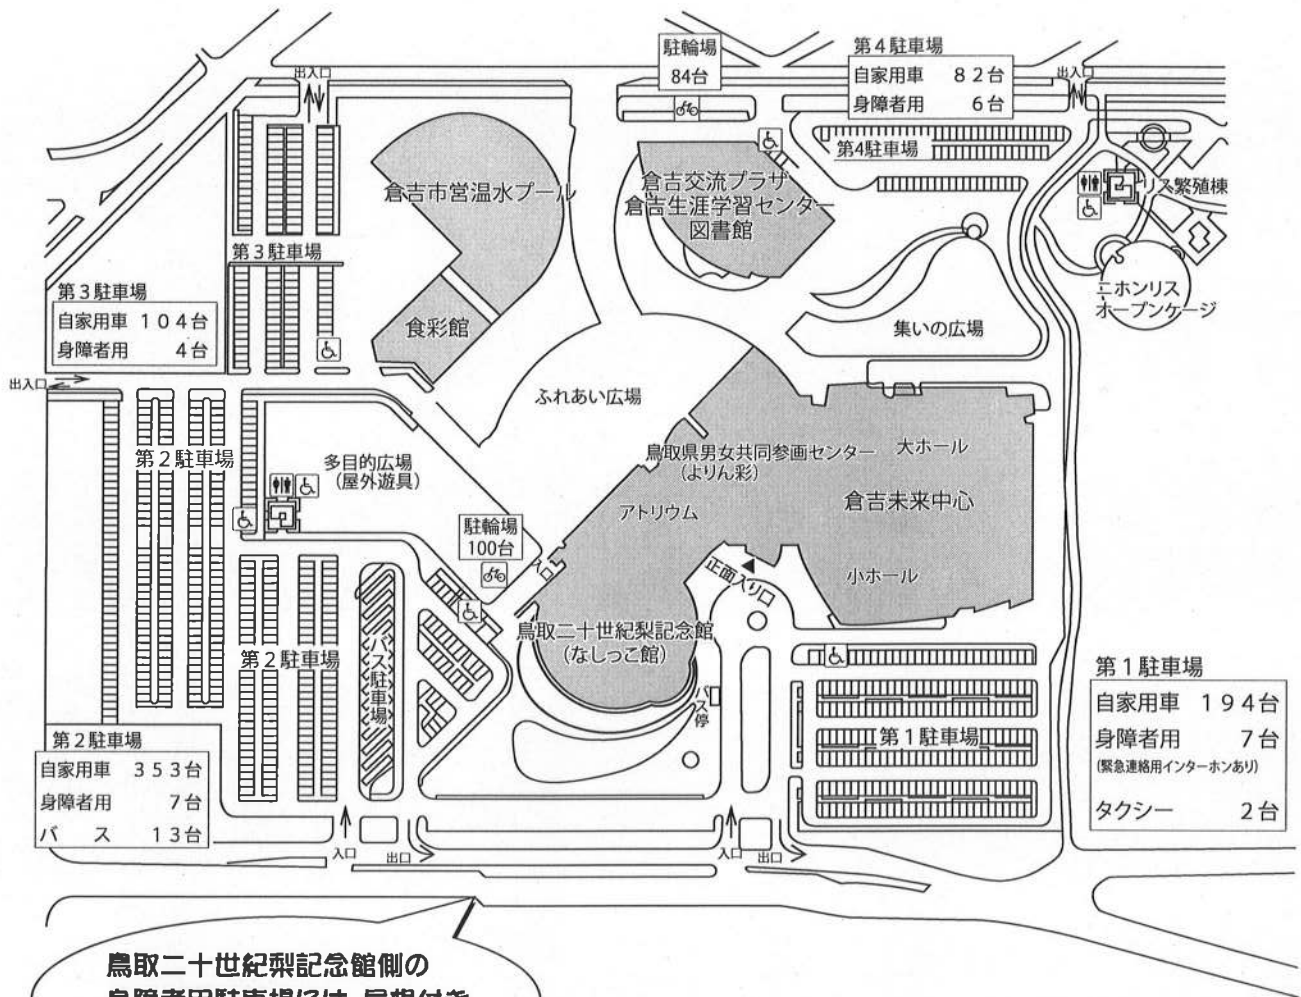 駐輪場
84台
第4駐車場
自家用車 82台
身障者用 6台
出入口
出入口
第4駐車場
倉吉市営温水プール
倉吉交流プラザ
倉吉生涯学習センター
図書館
リス繁殖棟
第3駐車場
第3駐車場
自家用車 104台
身障者用 4台
食彩館
ニホンリス
オープンケージ
集いの広場
出入口
ふれあい広場
第2駐車場
多目的広場
(屋外遊具)
鳥取県男女共同参画センター
(よりん彩)
大ホール
アトリウム
倉吉未来中心
駐輪場
100台
入口
正面入り口
小ホール
鳥取二十世紀梨記念館
(なしっこ館)
第2駐車場
バス駐車場
バス停
第1駐車場
第1駐車場
自家用車 194台
身障者用 7台
(緊急連絡用インターホンあり)
タクシー 2台
第2駐車場
自家用車 353台
身障者用 7台
バス 13台
入口
出口
入口
出口
鳥取二十世紀梨記念館側の